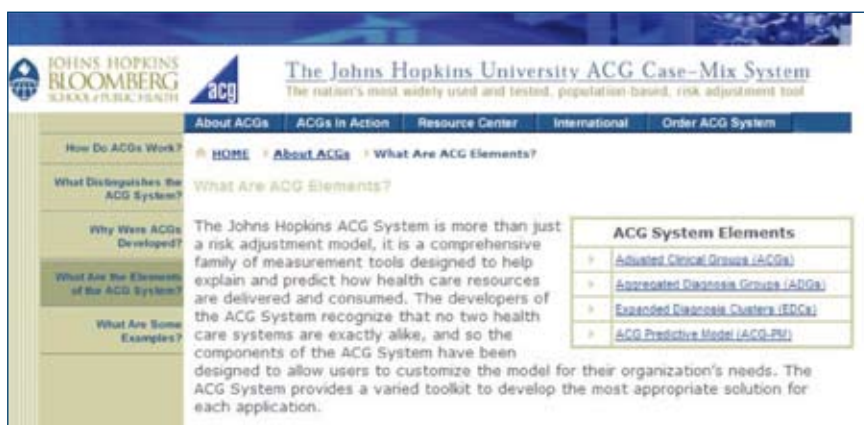 JOHNS HOPKINS
BLOOMBERG
SCHOOL of PUBLIC HEALTH
acg
The Johns Hopkins University ACG Case-Mix System
The nation's most widely used and tested, population-based, risk adjustment tool
About ACGs ACGs In Action Resource Center International Order ACG System
How Do ACGs Work?
What Distinguishes the
ACG System?
Why Were ACGs
Developed?
What Are the Elements
of the ACG System?
What Are Some
Examples?
HOME About ACGs What Are ACG Elements?
What Are ACG Elements?
The Johns Hopkins ACG System is more than just
a risk adjustment model, it is a comprehensive
family of measurement tools designed to help
explain and predict how health care resources
are delivered and consumed. The developers of
the ACG System recognize that no two health
care systems are exactly alike, and so the
components of the ACG System have been
designed to allow users to customize the model for their organization's needs. The
ACG System provides a varied toolkit to develop the most appropriate solution for
each application.
ACG System Elements
Adjusted Clinical Groups (ACGs)
Aggregated Diagnosis Groups (ADGs)
Expanded Diagnosis Clusters (EDCs)
ACG Predictive Model (ACG-PM)